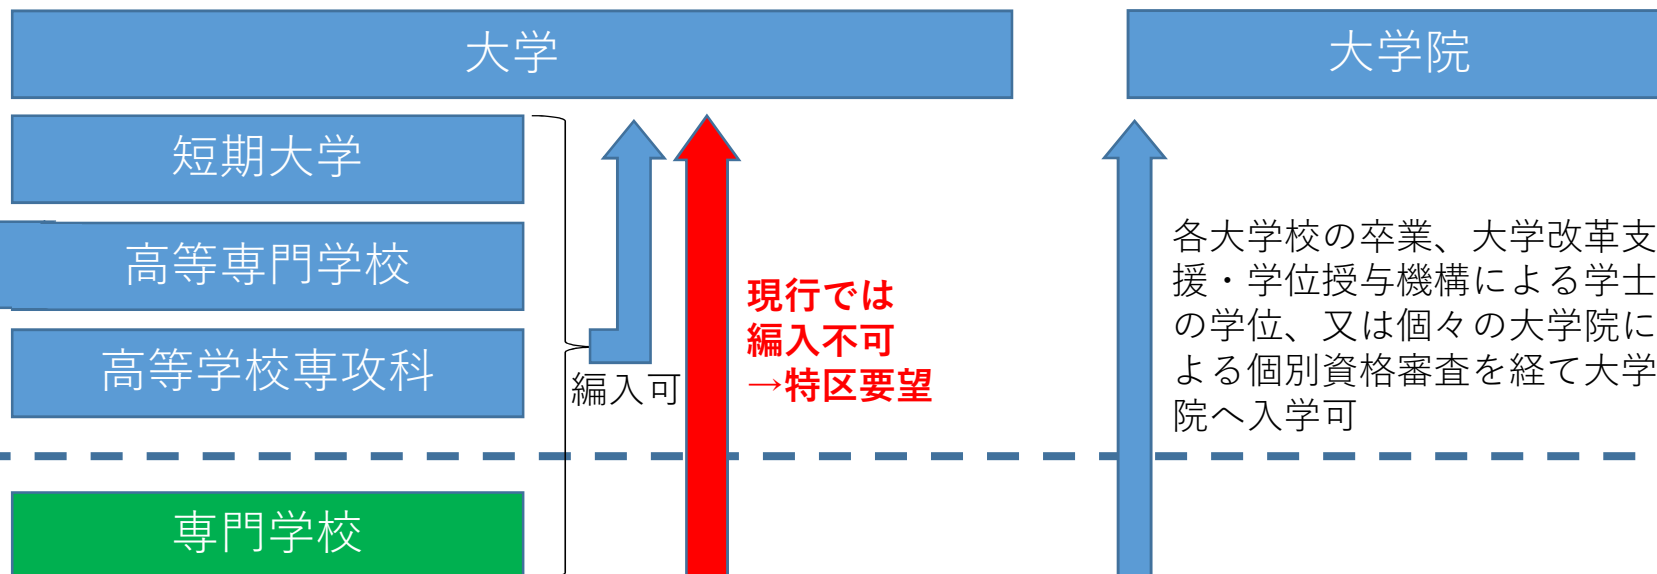 大学
大学院
短期大学
高等専門学校
高等学校専攻科
編入可
現行では
編入不可
→特区要望
各大学校の卒業、大学改革支
援・学位授与機構による学士
の学位、又は個々の大学院に
よる個別資格審査を経て大学
院へ入学可
専門学校